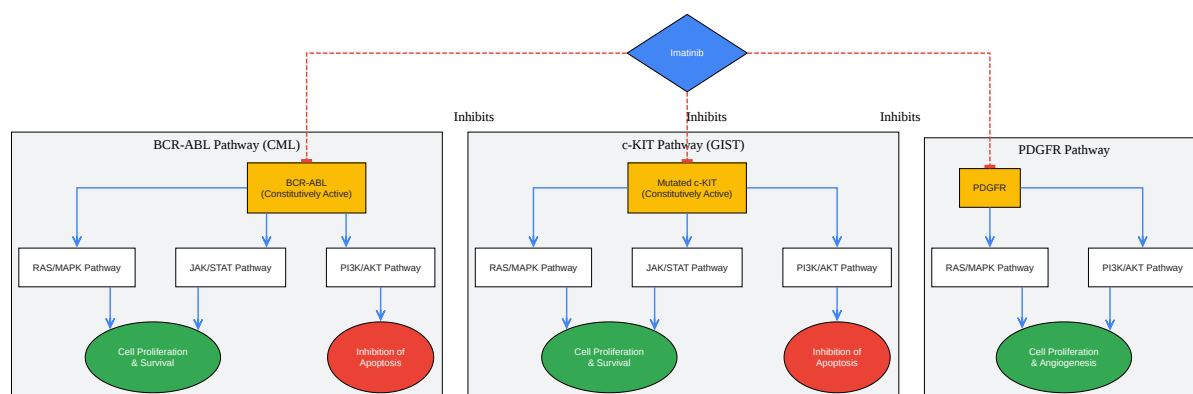 Imatinib
Inhibits
Inhibits
Inhibits
BCR-ABL Pathway (CML)
BCR-ABL
(Constitutively Active)
RAS/MAPK Pathway
JAK/STAT Pathway
PI3K/AKT Pathway
Cell Proliferation
& Survival
Inhibition of
Apoptosis
c-KIT Pathway (GIST)
Mutated c-KIT
(Constitutively Active)
RAS/MAPK Pathway
JAK/STAT Pathway
PI3K/AKT Pathway
Cell Proliferation
& Survival
Inhibition of
Apoptosis
PDGFR Pathway
PDGFR
RAS/MAPK Pathway
PI3K/AKT Pathway
Cell Proliferation
& Angiogenesis